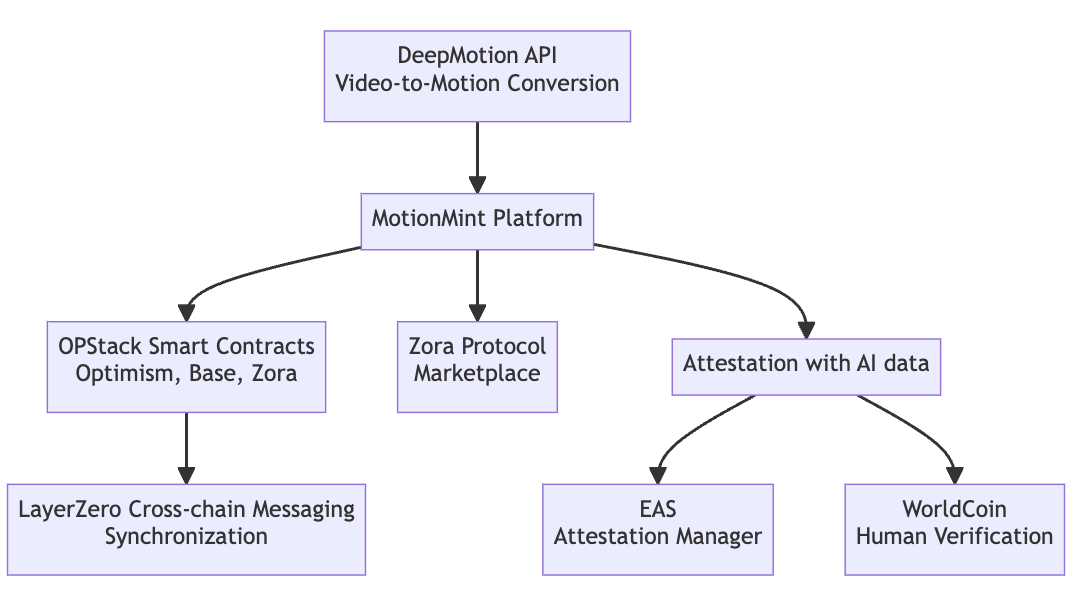 DeepMotion API
Video-to-Motion Conversion
MotionMint Platform
OPStack Smart Contracts
Optimism, Base, Zora
Zora Protocol
Marketplace
Attestation with AI data
LayerZero Cross-chain Messaging
Synchronization
EAS
Attestation Manager
WorldCoin
Human Verification